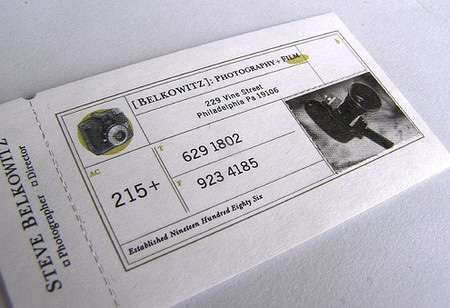 [BELKOWITZ]: PHOTOGRAPHY + FILM
229 Vine Street
Philadelphia Pa 19106
AC
215+
T
629 1802
F
923 4185
Established Nineteen Hundred Eighty Six
STEVE BELKOWITZ
Photographer Director